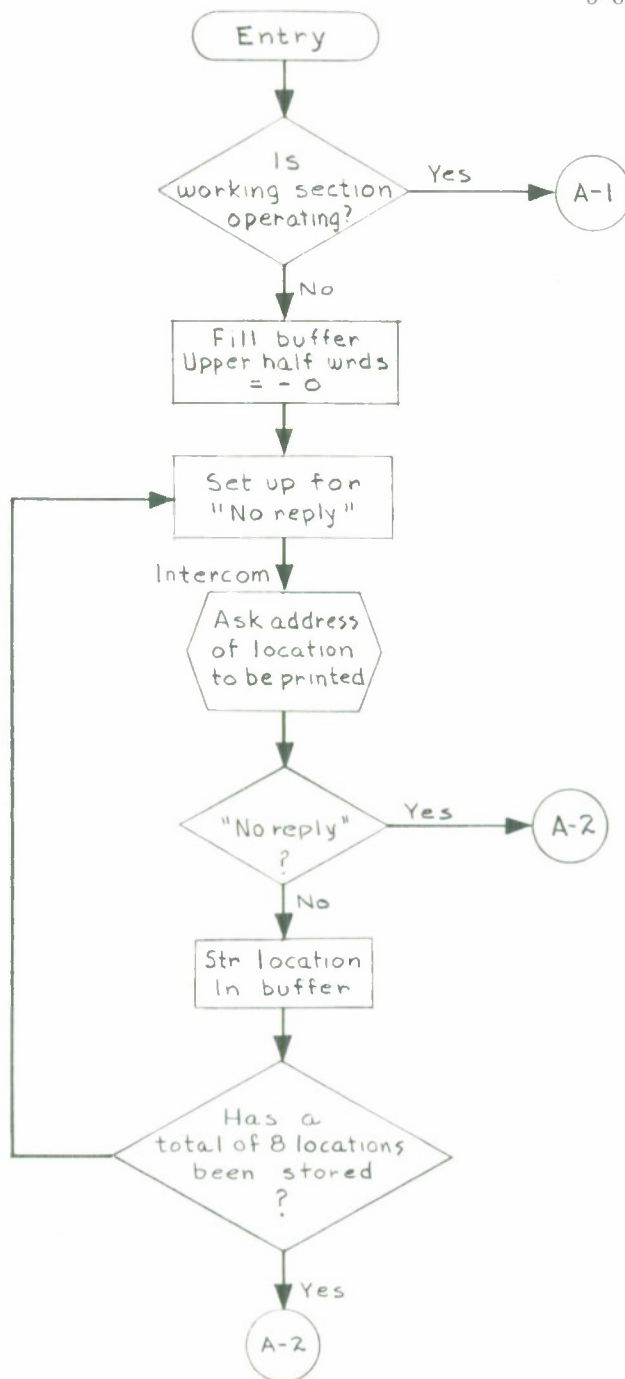 Entry
Is
working section
operating?
Yes
A-1
No
Fill buffer
Upper half wrds
= - 0
Set up for
"No reply"
Intercom
Ask address
of location
to be printed
"No reply"
?
Yes
A-2
No
Str location
In buffer
Has a
total of 8 locations
been stored
?
Yes
A-2